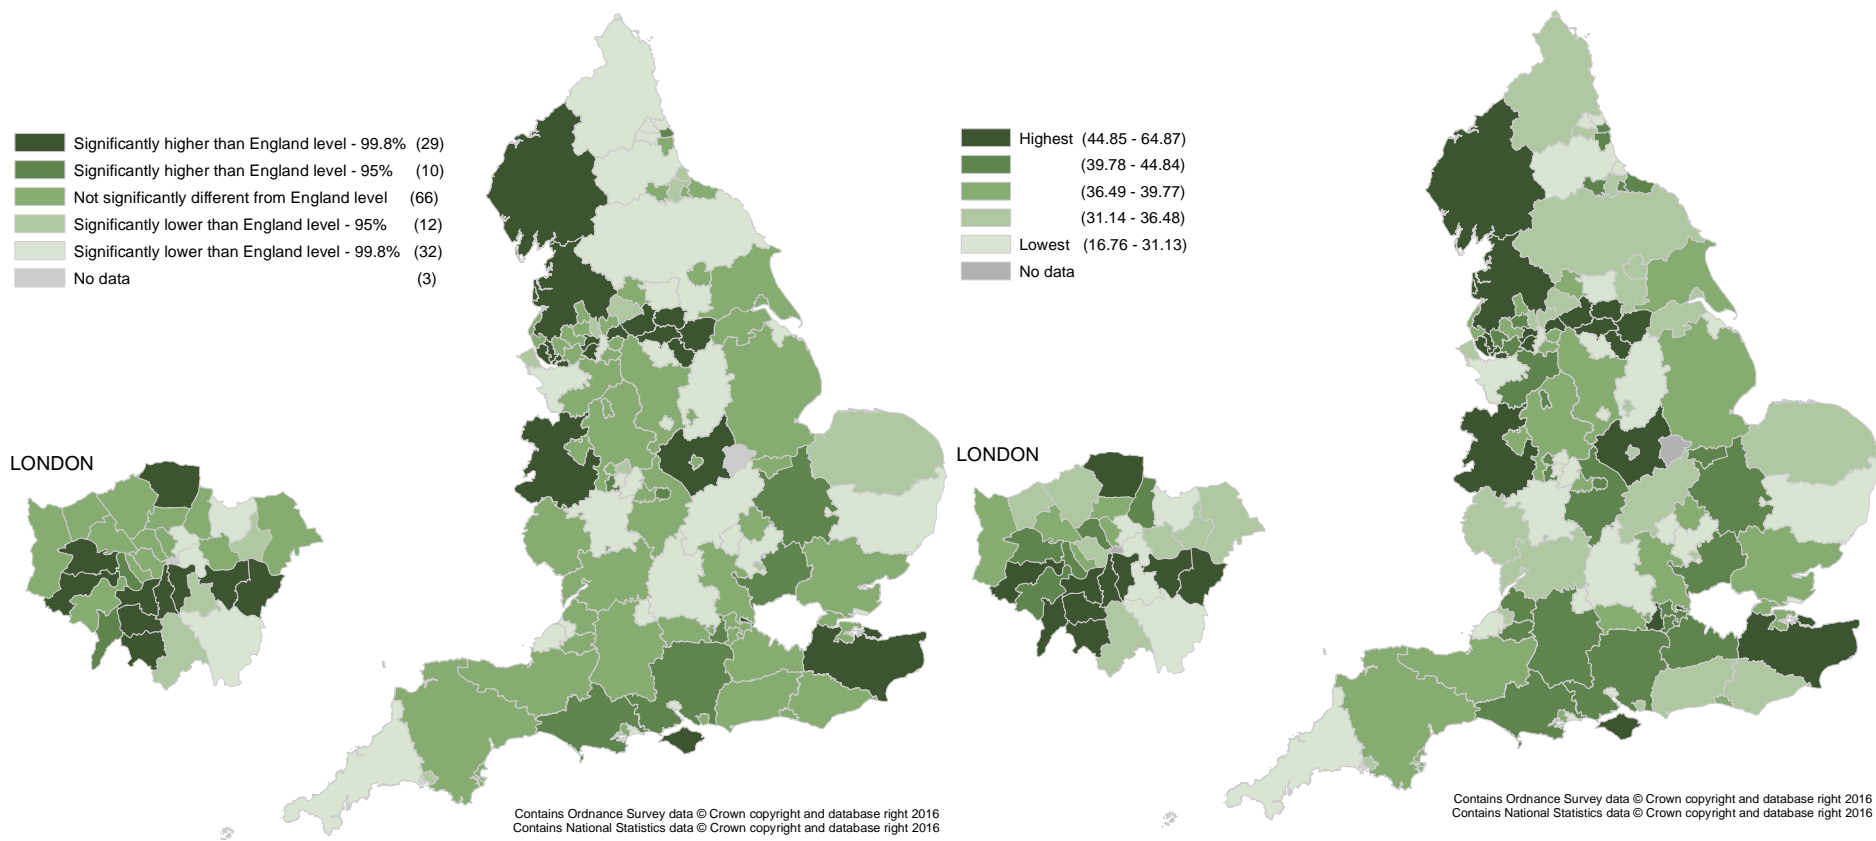 Significantly higher than England level - 99.8% (29)
Significantly higher than England level - 95% (10)
Not significantly different from England level (66)
Significantly lower than England level - 95% (12)
Significantly lower than England level - 99.8% (32)
No data (3)
LONDON
Contains Ordnance Survey data © Crown copyright and database right 2016
Contains National Statistics data © Crown copyright and database right 2016
Highest (44.85 - 64.87)
(39.78 - 44.84)
(36.49 - 39.77)
(31.14 - 36.48)
Lowest (16.76 - 31.13)
No data
LONDON
Contains Ordnance Survey data © Crown copyright and database right 2016
Contains National Statistics data © Crown copyright and database right 2016